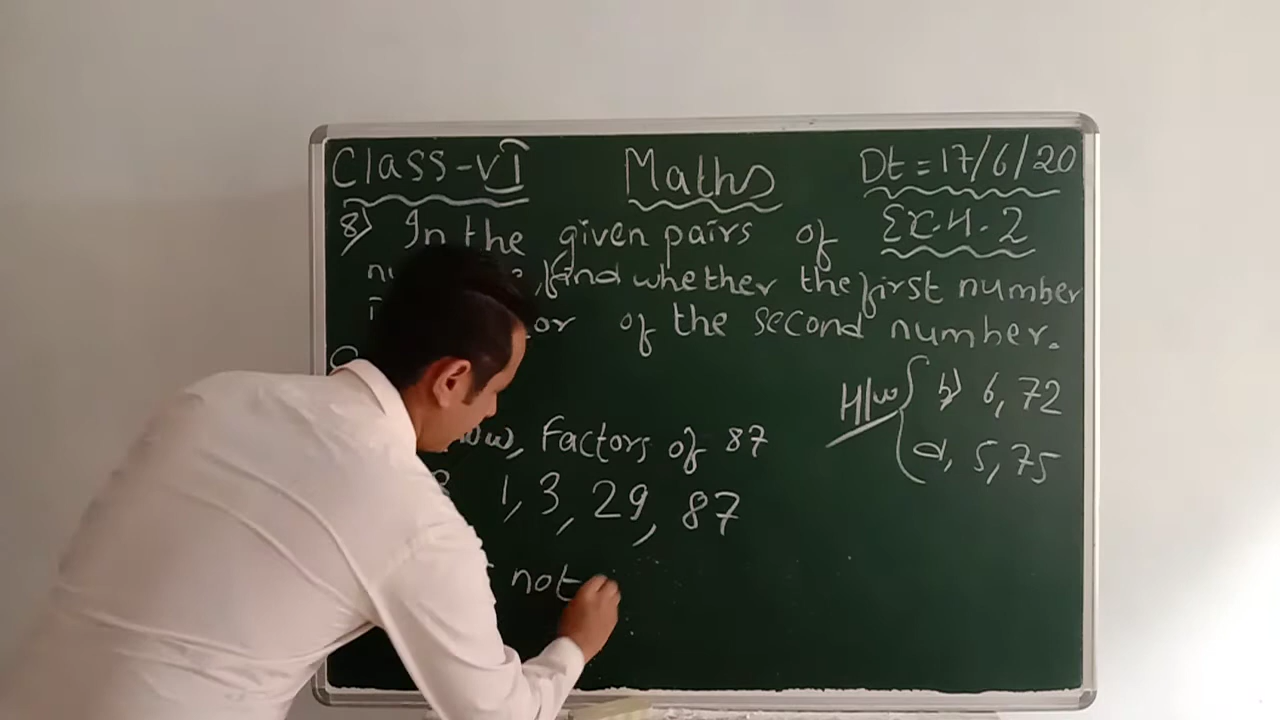 Class-VI Maths Dt=17/6/20
8) In the given pairs of Ex.4.2
find whether the first number
of the second number.
H/w b) 6,72
d, 5,75
Factors of 87
1, 3, 29, 87
not